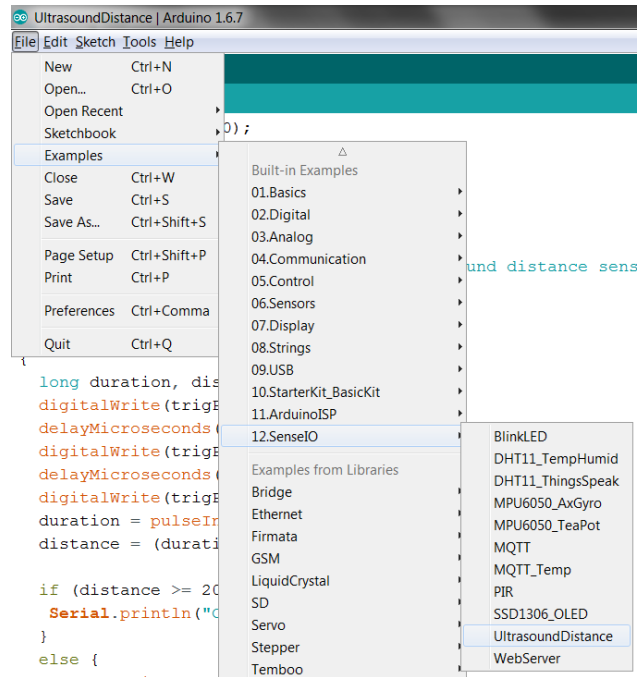 UltrasoundDistance | Arduino 1.6.7
File Edit Sketch Tools Help
New Ctrl+N
Open... Ctrl+O
Open Recent
Sketchbook
Examples
Close Ctrl+W
Save Ctrl+S
Save As... Ctrl+Shift+S
Page Setup Ctrl+Shift+P
Print Ctrl+P
Preferences Ctrl+Comma
Quit Ctrl+Q
Built-in Examples
01.Basics
02.Digital
03.Analog
04.Communication
05.Control
06.Sensors
07.Display
08.Strings
09.USB
10.StarterKit_BasicKit
11.ArduinoISP
12.SenseIO
Examples from Libraries
Bridge
Ethernet
Firmata
GSM
LiquidCrystal
SD
Servo
Stepper
Temboo
BlinkLED
DHT11_TempHumid
DHT11_ThingsSpeak
MPU6050_AxGyro
MPU6050_TeaPot
MQTT
MQTT_Temp
PIR
SSD1306_OLED
UltrasoundDistance
WebServer
);
und distance sens
{
long duration, dis
digitalWrite(trig
delayMicroseconds(
digitalWrite(trig
delayMicroseconds(
digitalWrite(trig
duration = pulseIn
distance = (durati
if (distance >= 20
Serial.println("
}
else {